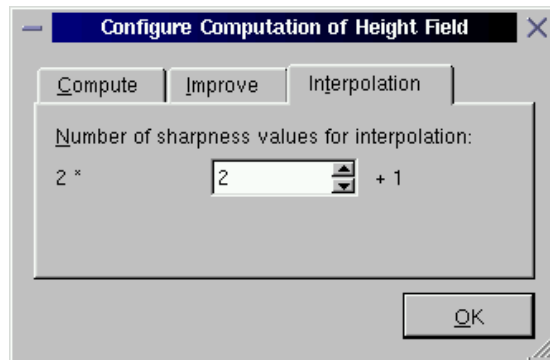 Configure Computation of Height Field
Compute Improve Interpolation
Number of sharpness values for interpolation:
2 * 2 + 1
OK